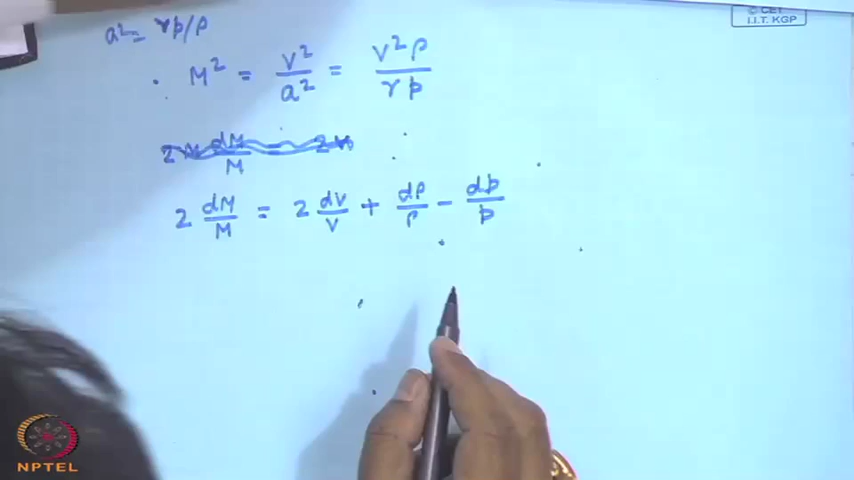 © CET
I.I.T. KGP
a² = γp/ρ
M² = V²/a² = V²ρ/γp
2 dM/M = 2 dV/V + dρ/ρ - dp/p
NPTEL